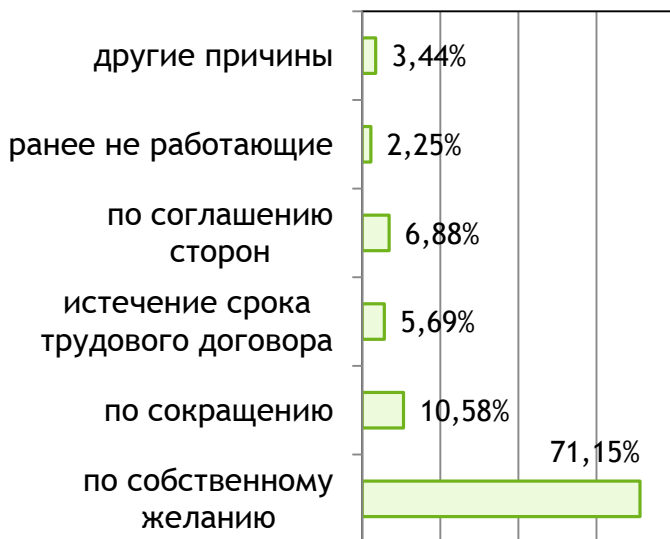 другие причины
3,44%
ранее не работающие
2,25%
по соглашению
сторон
6,88%
истечение срока
трудового договора
5,69%
по сокращению
10,58%
71,15%
по собственному
желанию